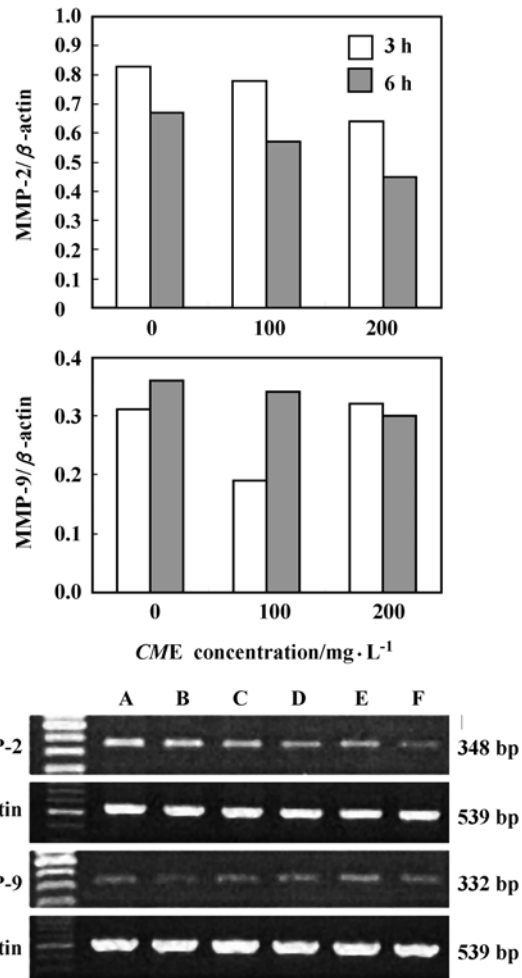 1.0
0.9
0.8
0.7
0.6
0.5
0.4
0.3
0.2
0.1
0
MMP-2/β-actin
3 h
6 h
0 100 200
0.4
0.3
0.2
0.1
0.0
MMP-9/β-actin
0 100 200
CME concentration/mg·L⁻¹
A B C D E F
P-2 348 bp
tin 539 bp
P-9 332 bp
tin 539 bp